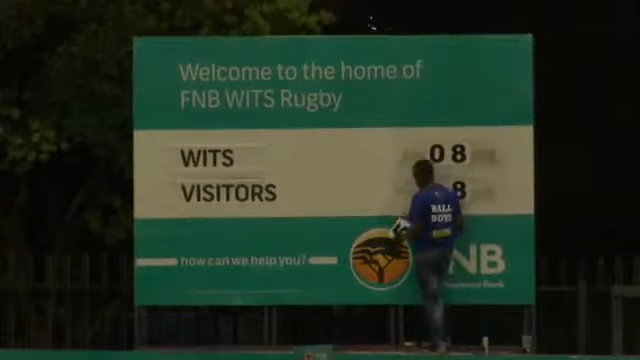 Welcome to the home of
FNB WITS Rugby
WITS 08
VISITORS 8
BALL
BOYS
how can we help you?
NB